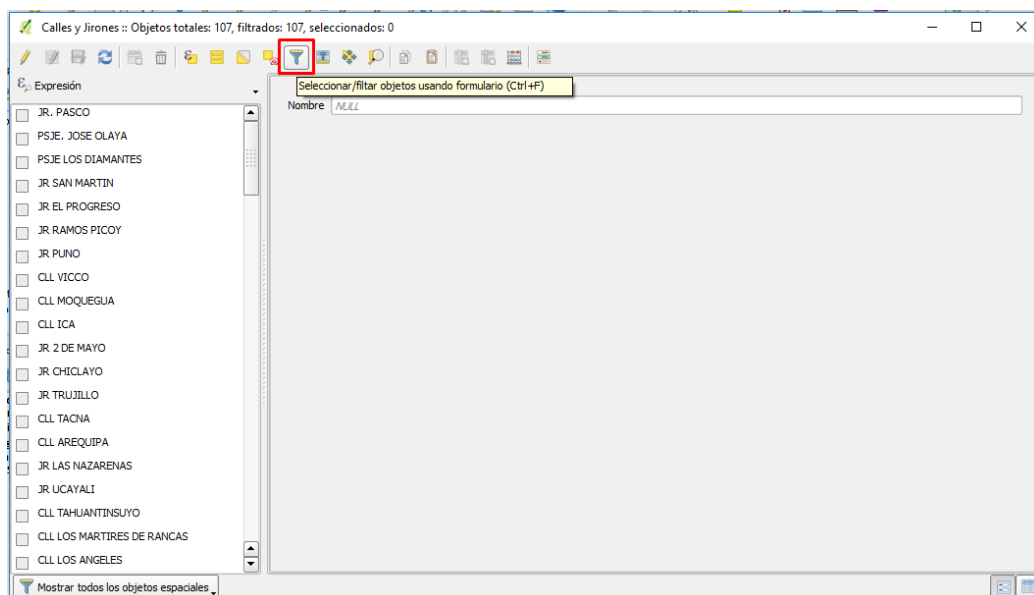 Calles y Jirones :: Objetos totales: 107, filtrados: 107, seleccionados: 0
Expresión
Seleccionar/filtar objetos usando formulario (Ctrl+F)
Nombre NULL
JR. PASCO
PSJE. JOSE OLAYA
PSJE LOS DIAMANTES
JR SAN MARTIN
JR EL PROGRESO
JR RAMOS PICOY
JR PUNO
CLL VICCO
CLL MOQUEGUA
CLL ICA
JR 2 DE MAYO
JR CHICLAYO
JR TRUJILLO
CLL TACNA
CLL AREQUIPA
JR LAS NAZARENAS
JR UCAYALI
CLL TAHUANTINSUYO
CLL LOS MARTIRES DE RANCAS
CLL LOS ANGELES
Mostrar todos los objetos espaciales